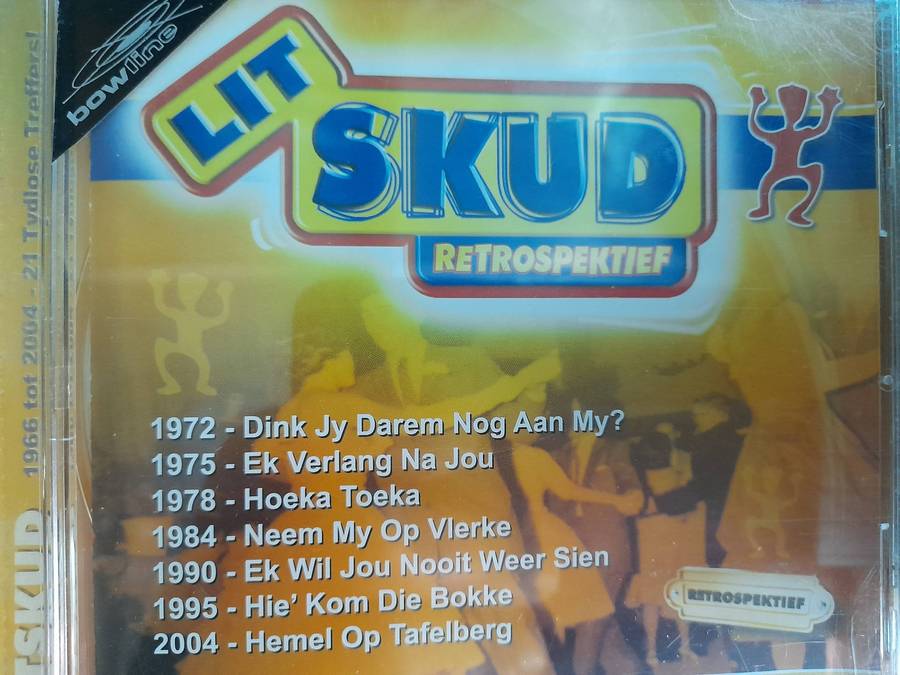 bowline
LIT
SKUD
RETROSPEKTIEF
1972 - Dink Jy Darem Nog Aan My?
1975 - Ek Verlang Na Jou
1978 - Hoeka Toeka
1984 - Neem My Op Vlerke
1990 - Ek Wil Jou Nooit Weer Sien
1995 - Hie' Kom Die Bokke
2004 - Hemel Op Tafelberg
RETROSPEKTIEF
TSKUD 1966 tot 2004 - 21 Tydlose Treffers!